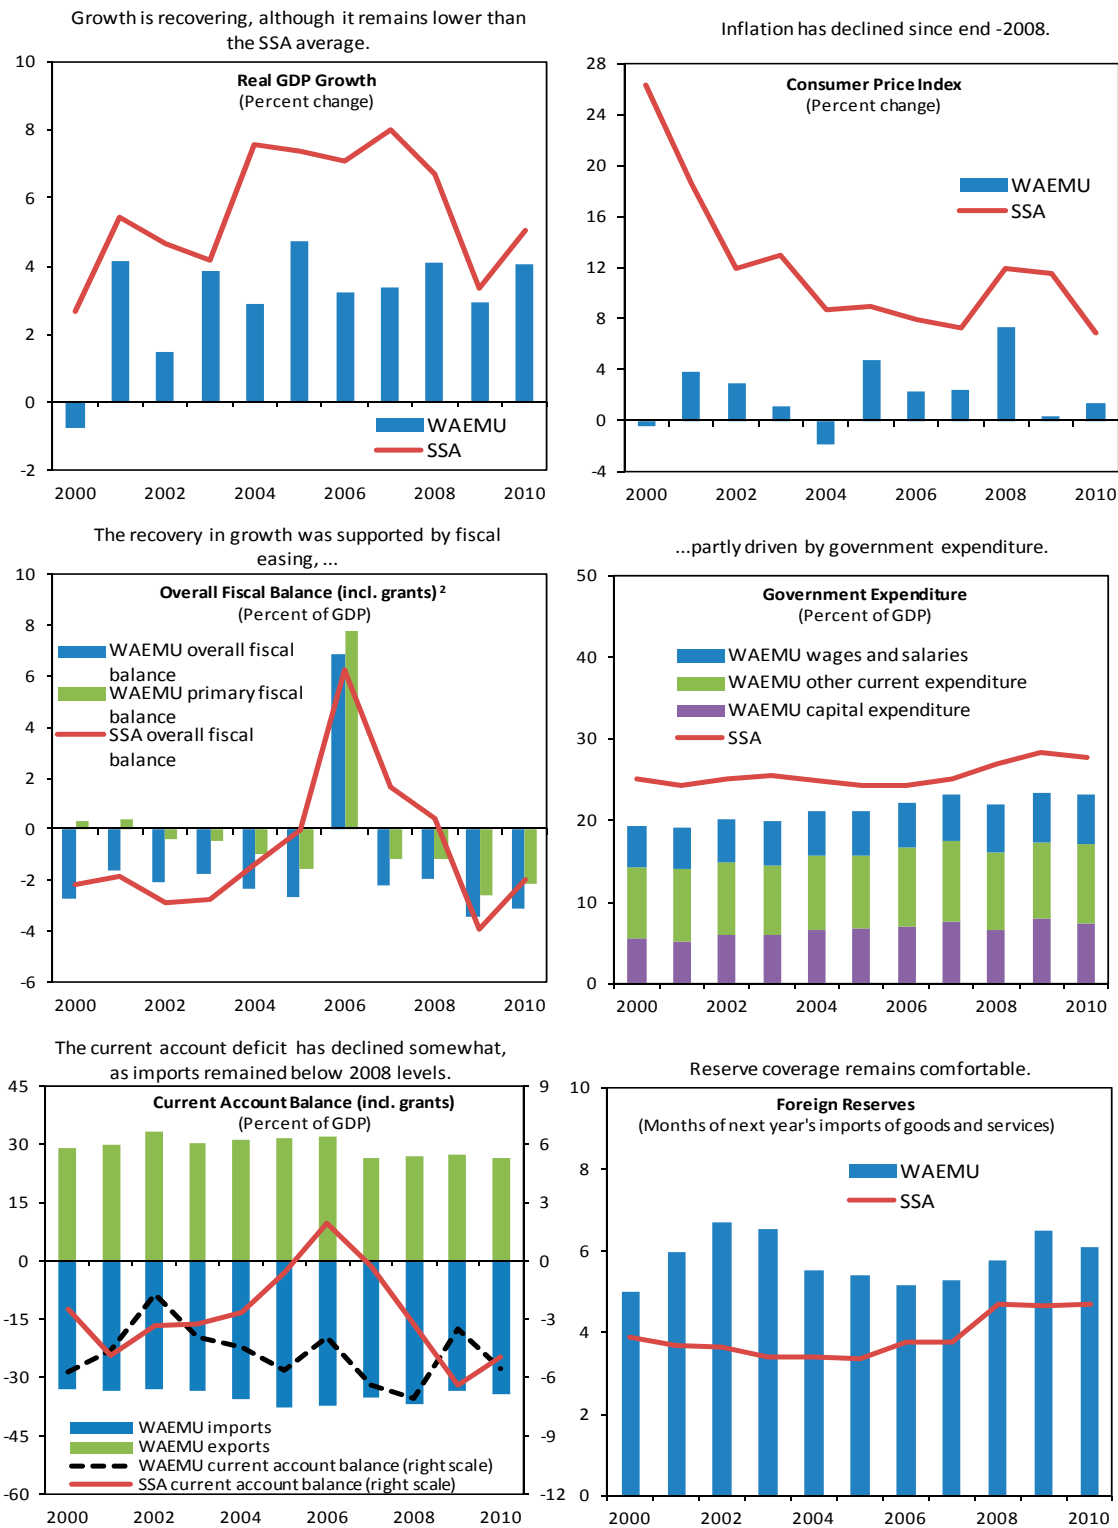 Growth is recovering, although it remains lower than
the SSA average.
10
8
6
4
2
0
-2
Real GDP Growth
(Percent change)
WAEMU
SSA
2000 2002 2004 2006 2008 2010
Inflation has declined since end -2008.
28
24
20
16
12
8
4
0
-4
Consumer Price Index
(Percent change)
WAEMU
SSA
2000 2002 2004 2006 2008 2010
The recovery in growth was supported by fiscal
easing, ...
10
8
6
4
2
0
-2
-4
-6
Overall Fiscal Balance (incl. grants) 2
(Percent of GDP)
WAEMU overall fiscal
balance
WAEMU primary fiscal
balance
SSA overall fiscal
balance
2000 2002 2004 2006 2008 2010
...partly driven by government expenditure.
50
40
30
20
10
0
Government Expenditure
(Percent of GDP)
WAEMU wages and salaries
WAEMU other current expenditure
WAEMU capital expenditure
SSA
2000 2002 2004 2006 2008 2010
The current account deficit has declined somewhat,
as imports remained below 2008 levels.
45
30
15
0
-15
-30
-45
-60
Current Account Balance (incl. grants)
(Percent of GDP)
WAEMU imports
WAEMU exports
WAEMU current account balance (right scale)
SSA current account balance (right scale)
9
6
3
0
-3
-6
-9
-12
2000 2002 2004 2006 2008 2010
Reserve coverage remains comfortable.
10
8
6
4
2
0
Foreign Reserves
(Months of next year's imports of goods and services)
WAEMU
SSA
2000 2002 2004 2006 2008 2010